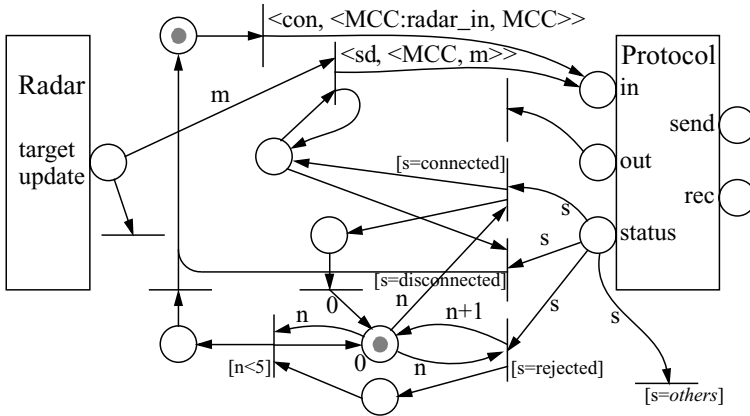 <con, <MCC:radar_in, MCC>>
<sd, <MCC, m>>
Radar
Protocol
m
in
send
target
update
out
[s=connected]
rec
s
status
s
[s=disconnected]
0
n
s
n
n+1
s
0
n
[n<5]
[s=rejected]
[s=others]